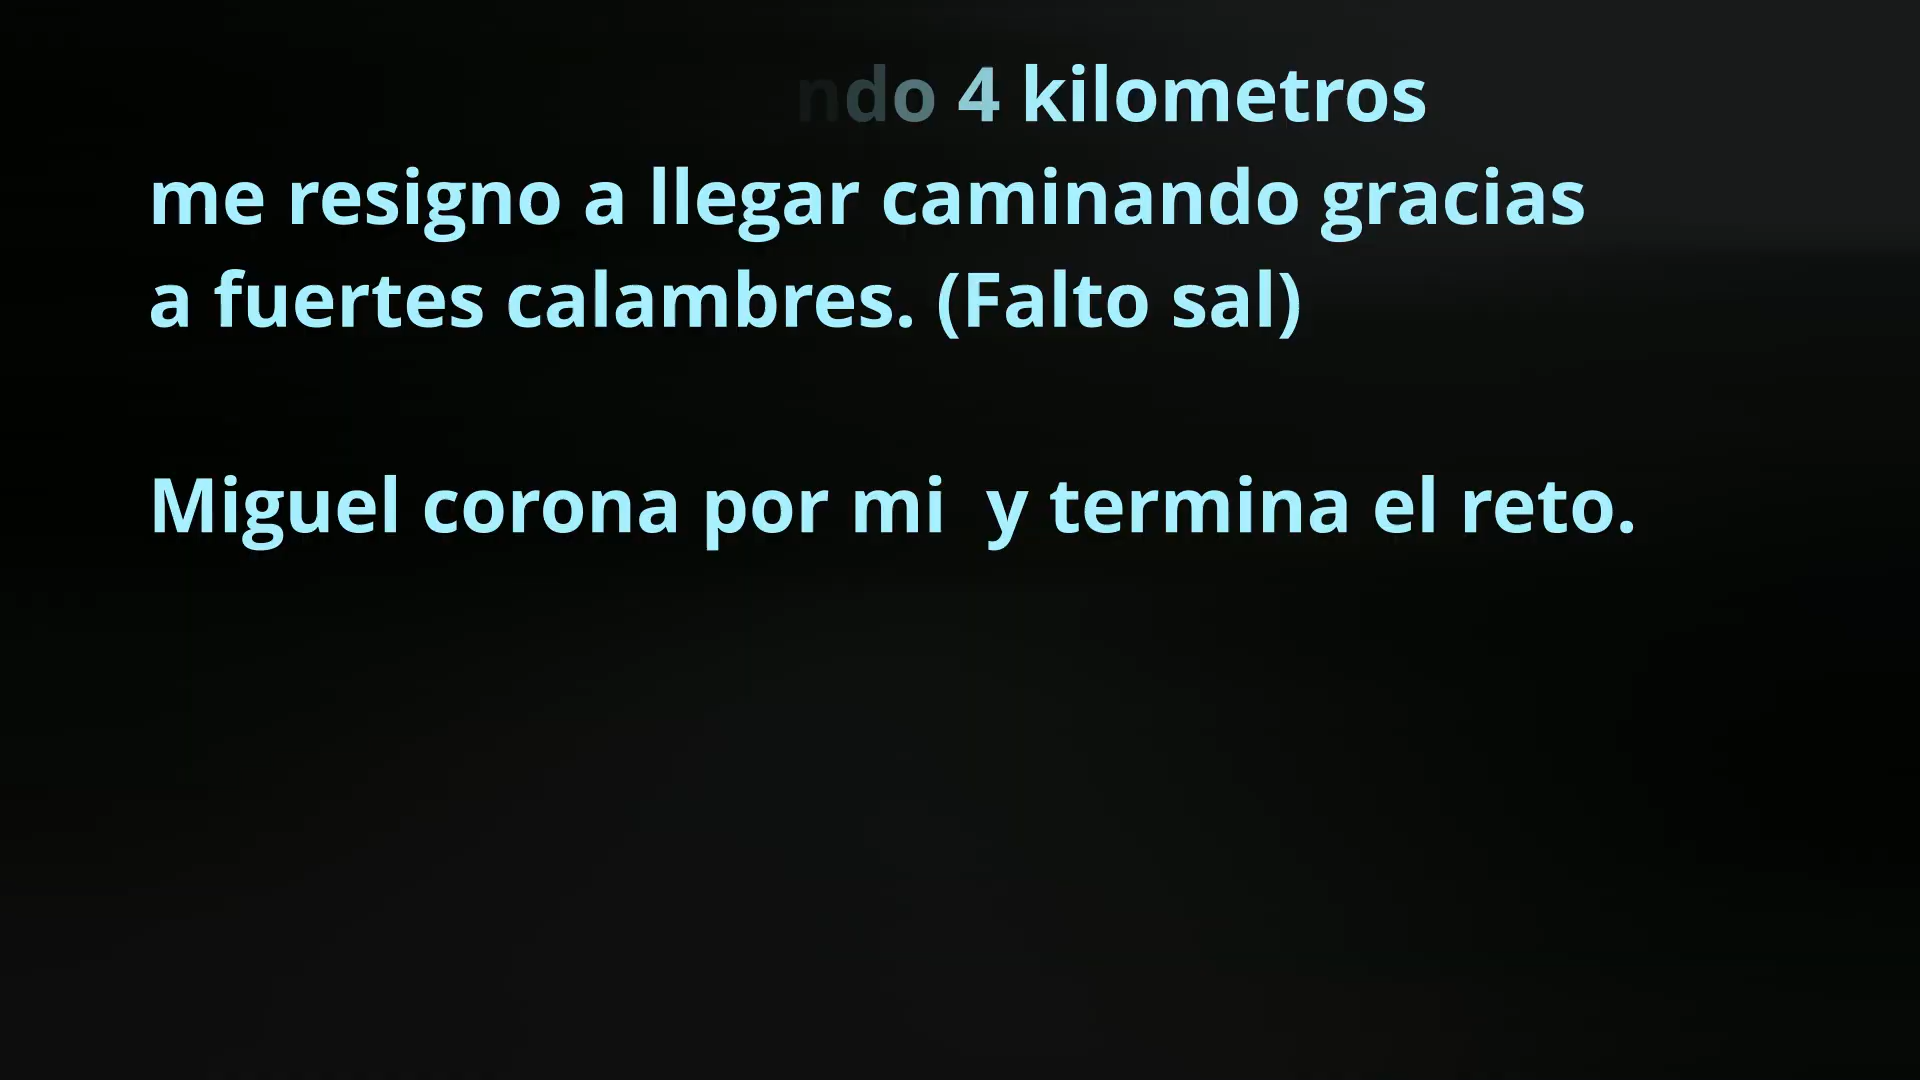 ndo 4 kilometros
me resigno a llegar caminando gracias
a fuertes calambres. (Falto sal)
Miguel corona por mi  y termina el reto.